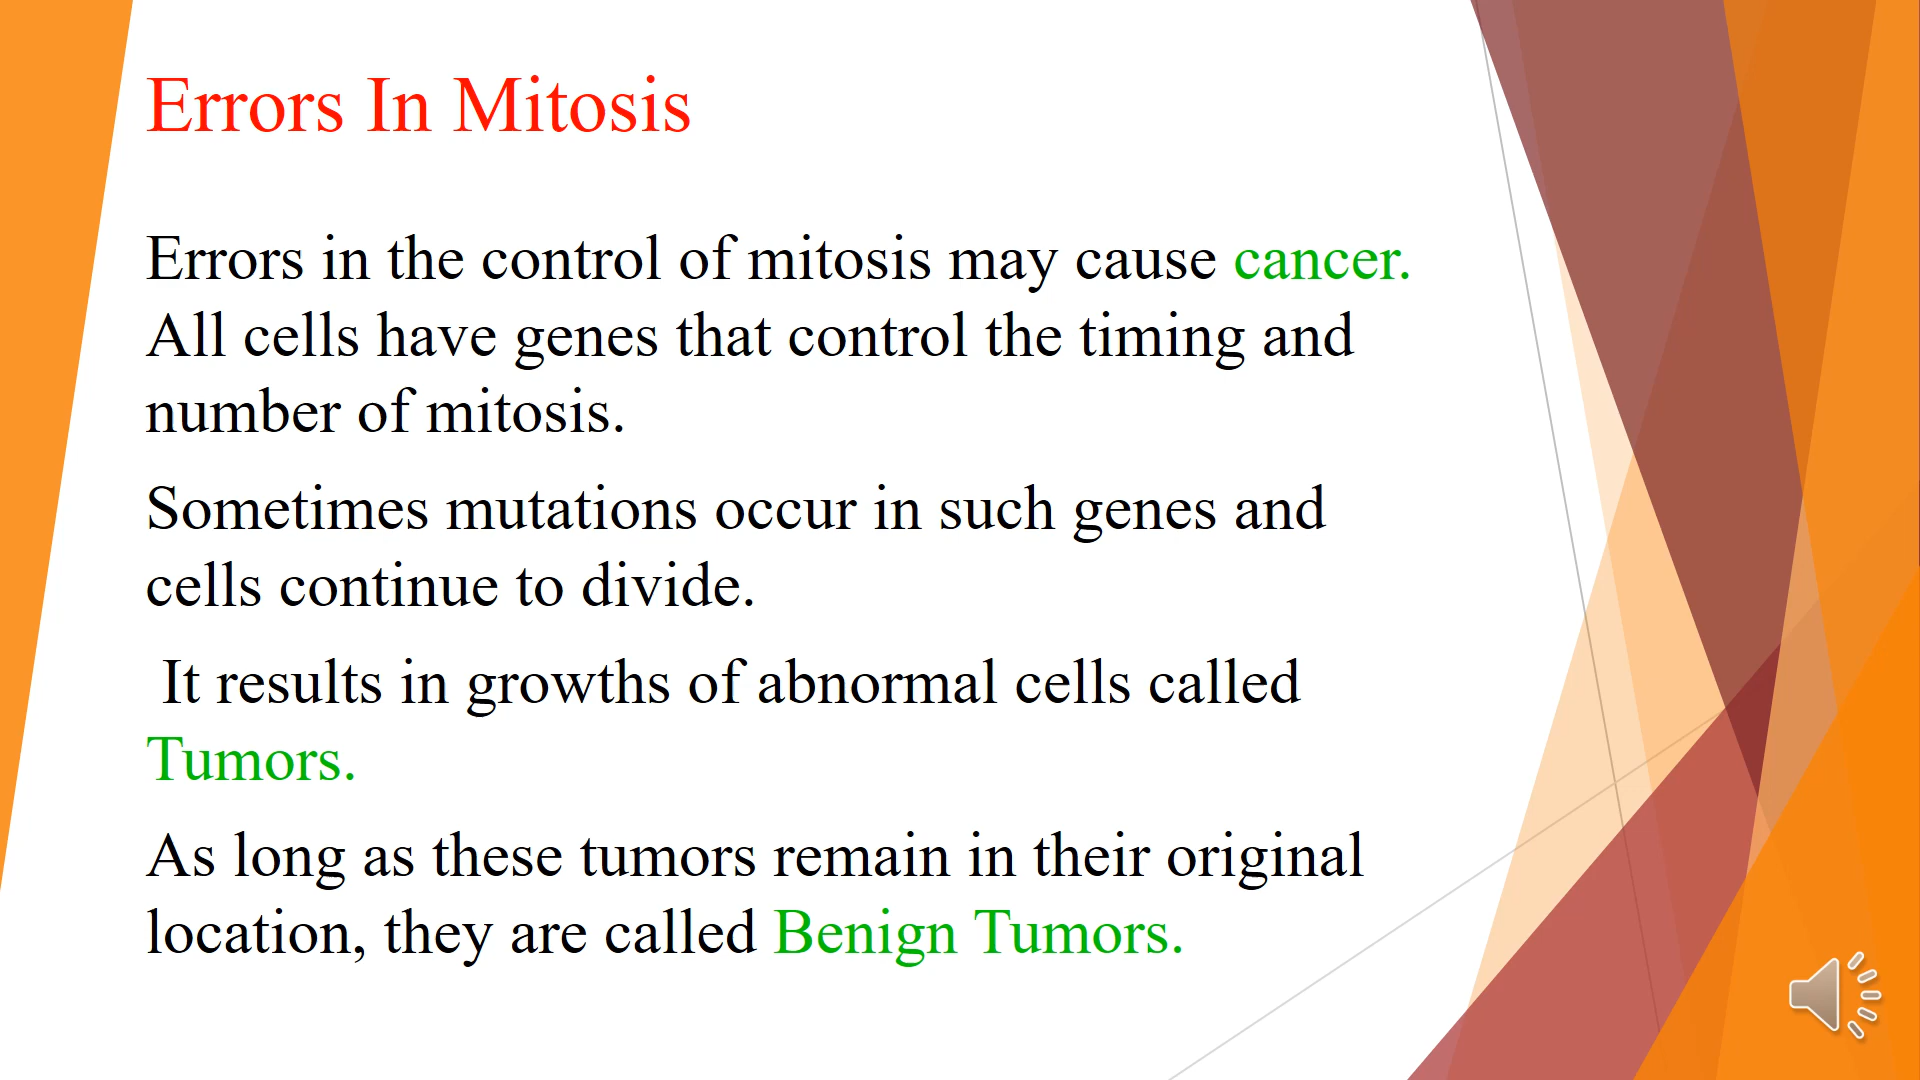 Errors In Mitosis
Errors in the control of mitosis may cause cancer.
All cells have genes that control the timing and
number of mitosis.
Sometimes mutations occur in such genes and
cells continue to divide.
It results in growths of abnormal cells called
Tumors.
As long as these tumors remain in their original
location, they are called Benign Tumors.